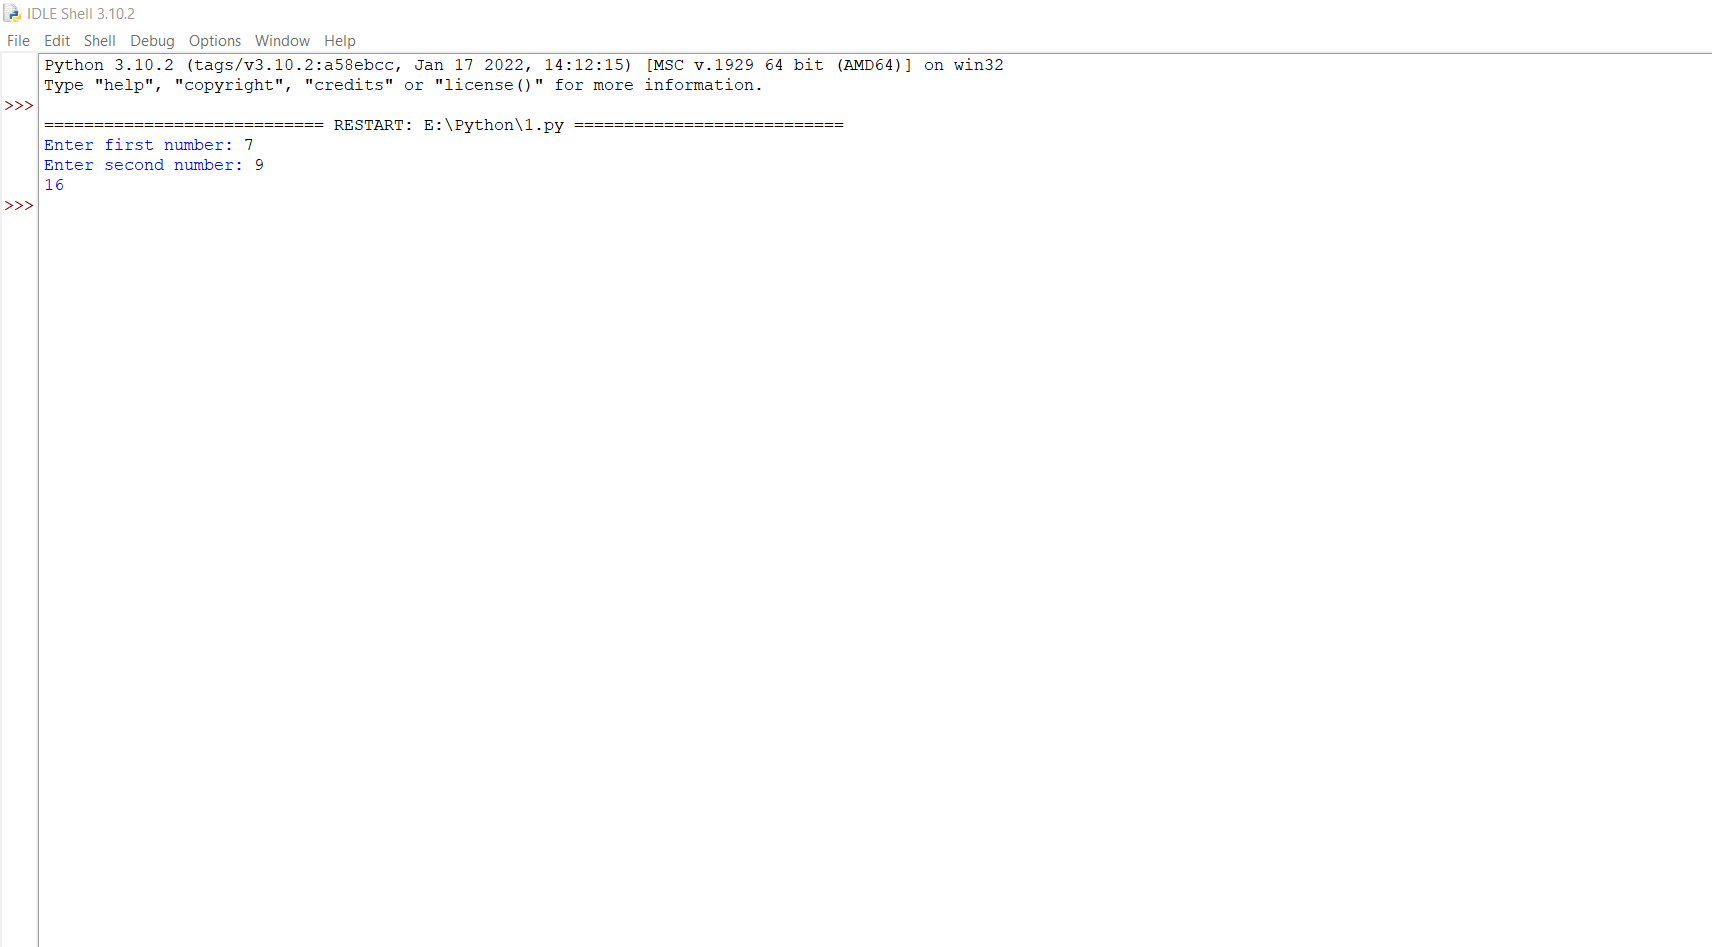 IDLE Shell 3.10.2
File Edit Shell Debug Options Window Help
Python 3.10.2 (tags/v3.10.2:a58ebcc, Jan 17 2022, 14:12:15) [MSC v.1929 64 bit (AMD64)] on win32
Type "help", "copyright", "credits" or "license()" for more information.
>>>
============================ RESTART: E:\Python\1.py ===========================
Enter first number: 7
Enter second number: 9
16
>>>